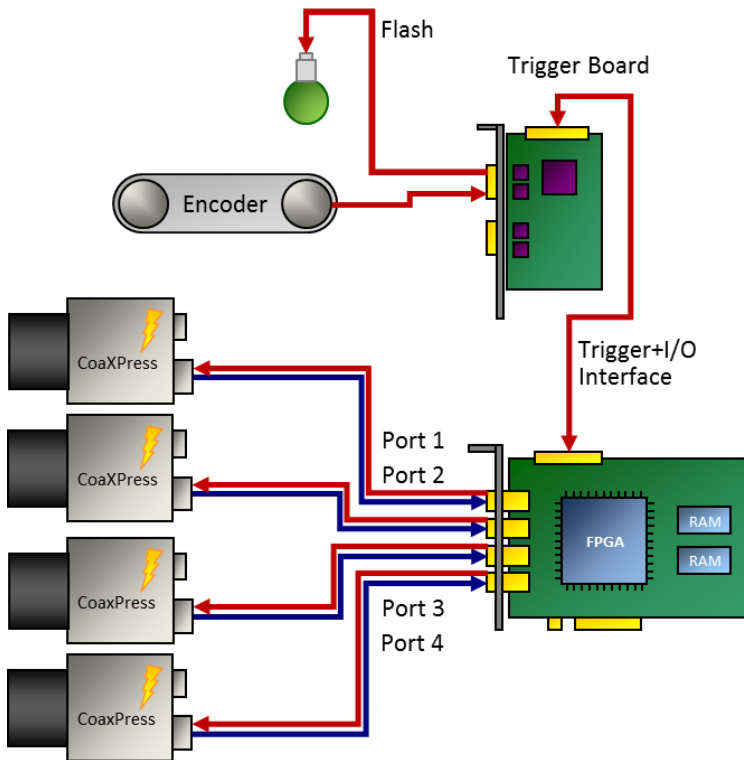 Flash
Trigger Board
Encoder
Trigger+I/O
Interface
CoaXPress
CoaXPress
CoaxPress
CoaxPress
Port 1
Port 2
Port 3
Port 4
FPGA
RAM
RAM